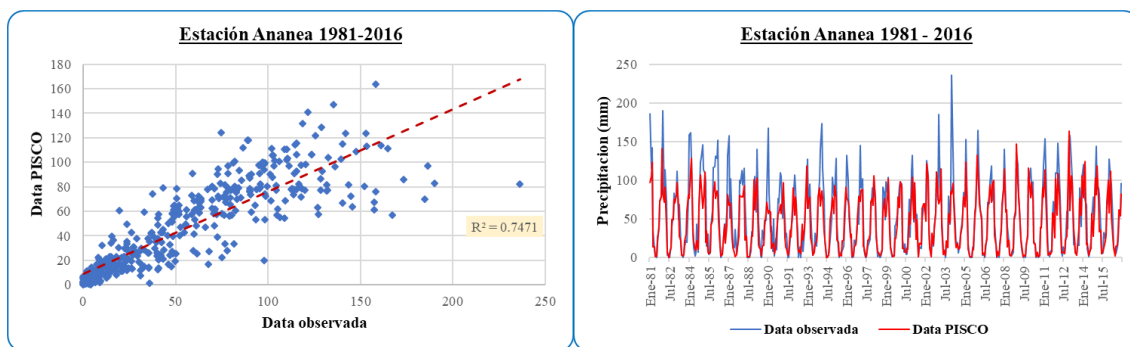 Estación Ananea 1981-2016
Data PISCO
180
160
140
120
100
80
60
40
20
0
0
50
100
150
200
250
R² = 0.7471
Data observada
Estación Ananea 1981 - 2016
Precipitacion (mm)
250
200
150
100
50
0
Ene-81
Jul-82
Ene-84
Jul-85
Ene-87
Jul-88
Ene-90
Jul-91
Ene-93
Jul-94
Ene-96
Jul-97
Ene-99
Jul-00
Ene-02
Jul-03
Ene-05
Jul-06
Ene-08
Jul-09
Ene-11
Jul-12
Ene-14
Jul-15
Data observada
Data PISCO